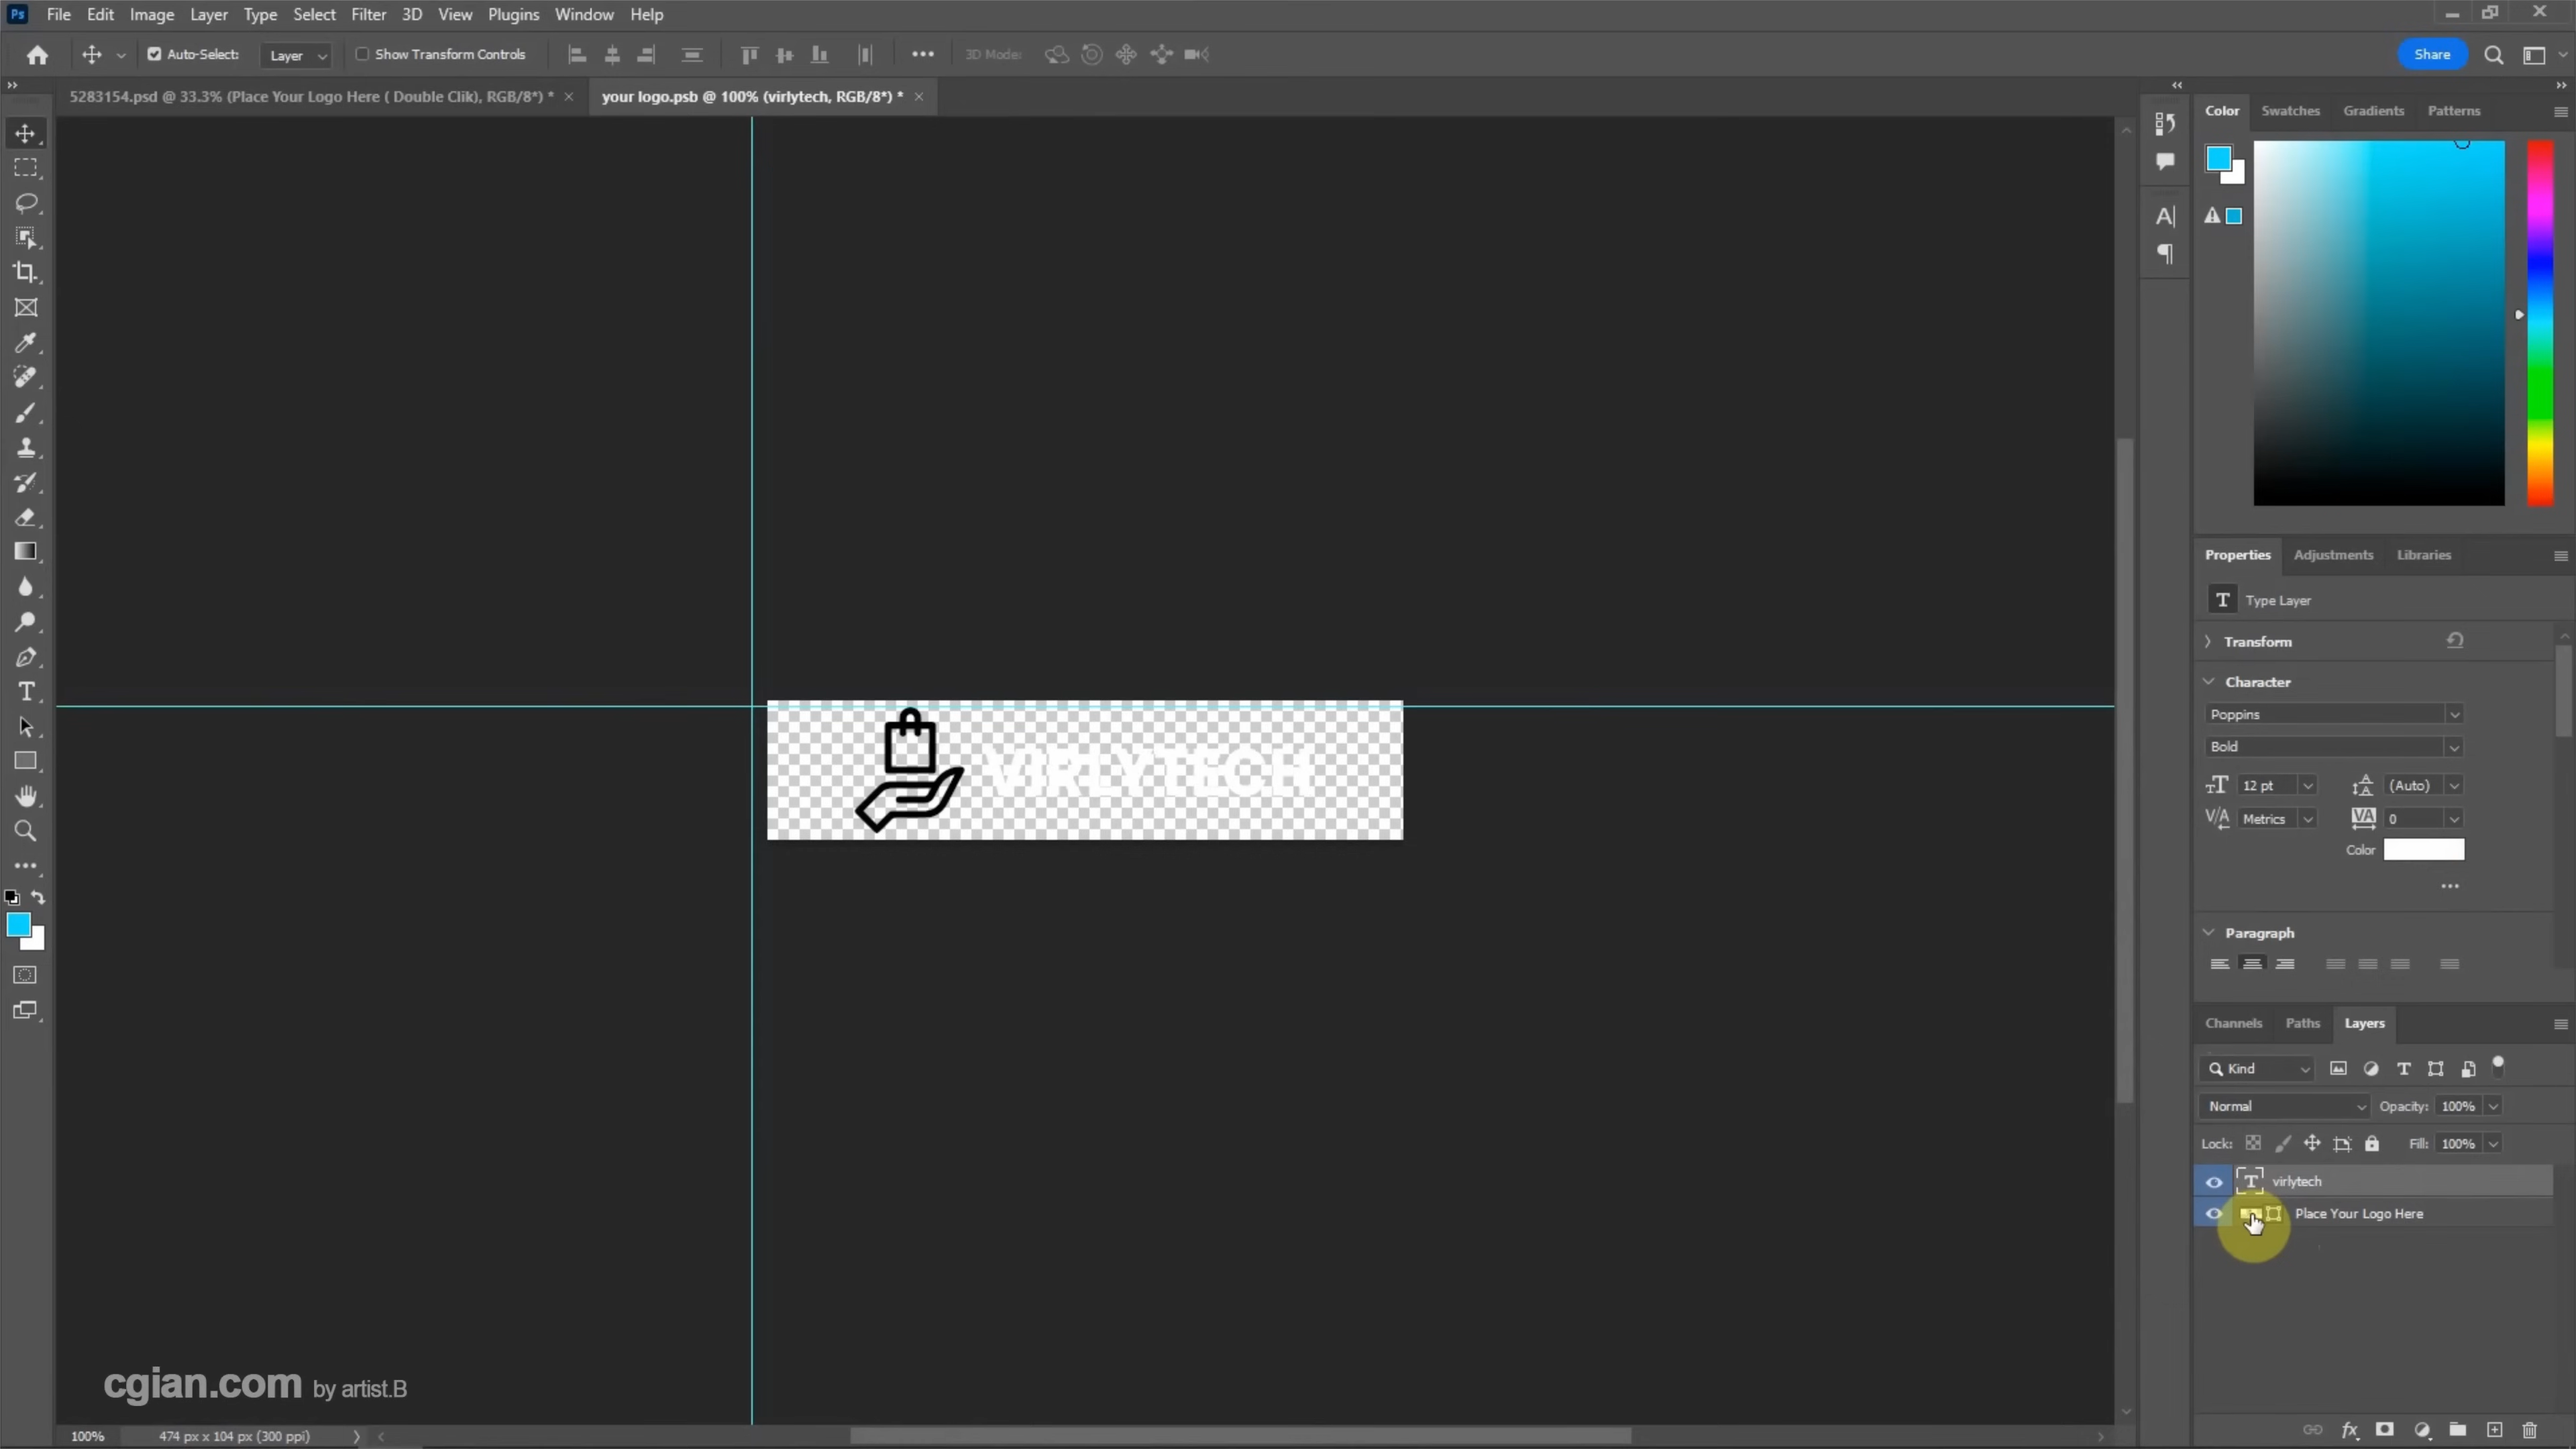 Ps File Edit Image Layer Type Select Filter 3D View Plugins Window Help
Auto-Select: Layer Show Transform Controls 3D Mode: Share
5283154.psd @ 33.3% (Place Your Logo Here ( Double Clik), RGB/8*) * × your logo.psb @ 100% (virlytech, RGB/8*) * ×
Color Swatches Gradients Patterns
Properties Adjustments Libraries
T Type Layer
Transform
Character
Poppins
Bold
12 pt (Auto)
Metrics 0
Color
Paragraph
VIRLYTECH
Channels Paths Layers
Kind
Normal Opacity: 100%
Lock: Fill: 100%
T virlytech
Place Your Logo Here
cgian.com by artist.B
100% 474 px x 104 px (300 ppi)